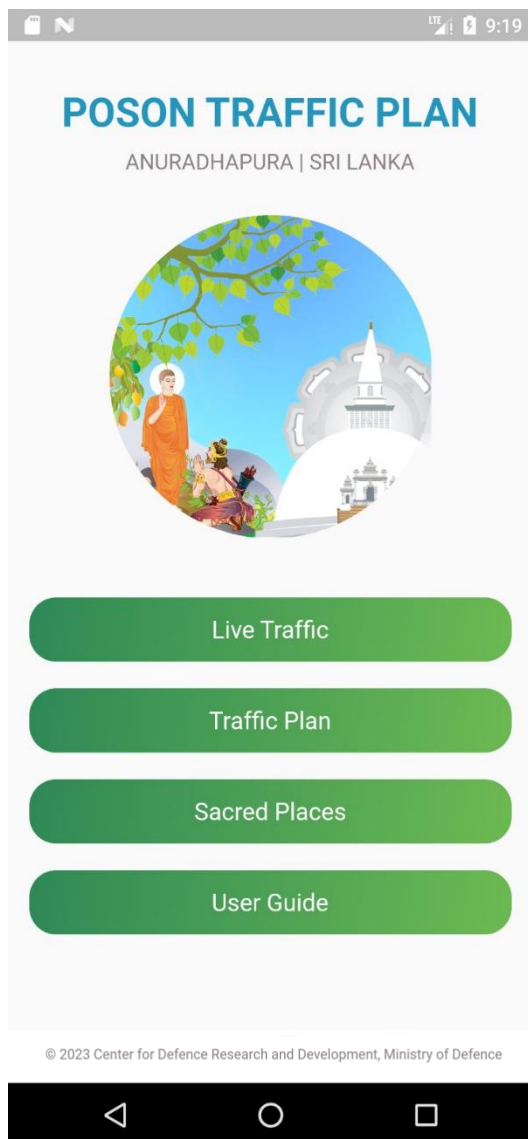 LTE 9:19
POSON TRAFFIC PLAN
ANURADHAPURA | SRI LANKA
Live Traffic
Traffic Plan
Sacred Places
User Guide
© 2023 Center for Defence Research and Development, Ministry of Defence